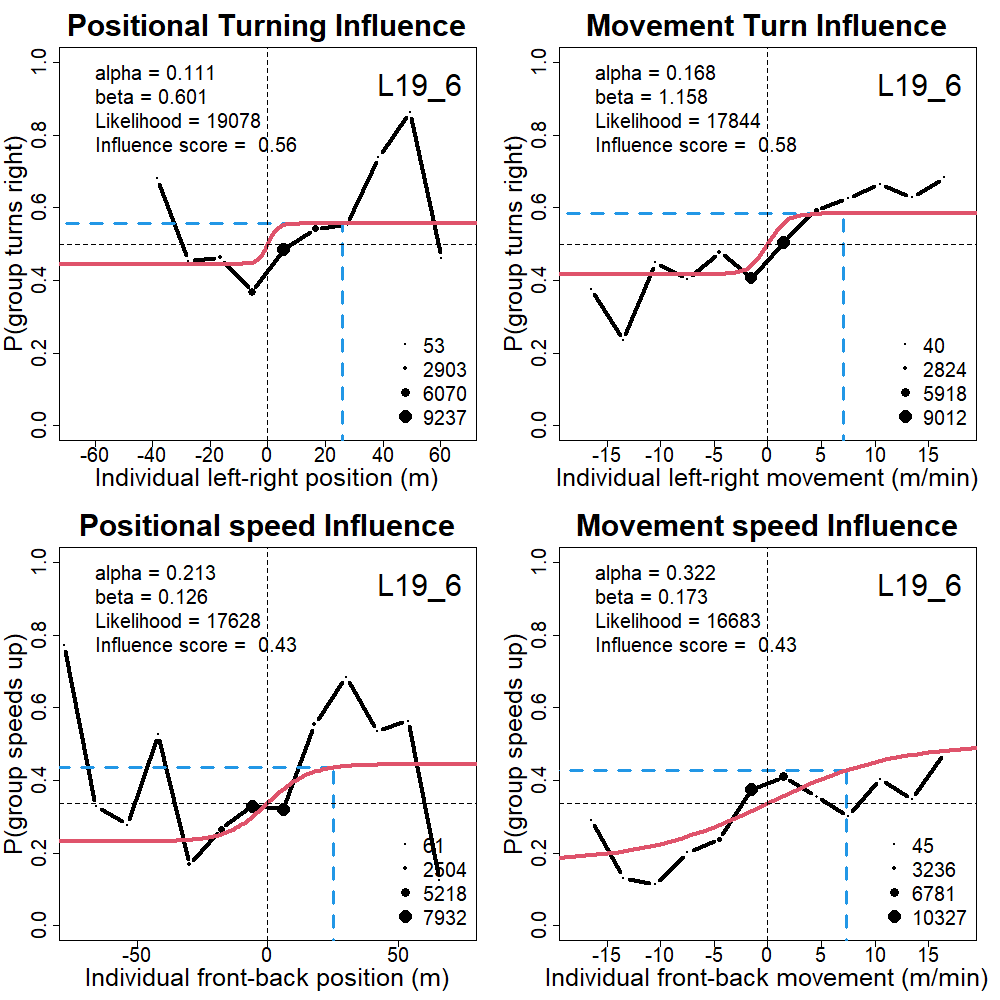 Positional Turning Influence
alpha = 0.111
beta = 0.601
Likelihood = 19078
Influence score = 0.56
L19_6
P(group turns right)
1.0
0.8
0.6
0.4
0.2
0.0
53
2903
6070
9237
-60 -40 -20 0 20 40 60
Individual left-right position (m)
Movement Turn Influence
alpha = 0.168
beta = 1.158
Likelihood = 17844
Influence score = 0.58
L19_6
P(group turns right)
1.0
0.8
0.6
0.4
0.2
0.0
40
2824
5918
9012
-15 -10 -5 0 5 10 15
Individual left-right movement (m/min)
Positional speed Influence
alpha = 0.213
beta = 0.126
Likelihood = 17628
Influence score = 0.43
L19_6
P(group speeds up)
1.0
0.8
0.6
0.4
0.2
0.0
61
2504
5218
7932
-50 0 50
Individual front-back position (m)
Movement speed Influence
alpha = 0.322
beta = 0.173
Likelihood = 16683
Influence score = 0.43
L19_6
P(group speeds up)
1.0
0.8
0.6
0.4
0.2
0.0
45
3236
6781
10327
-15 -10 -5 0 5 10 15
Individual front-back movement (m/min)